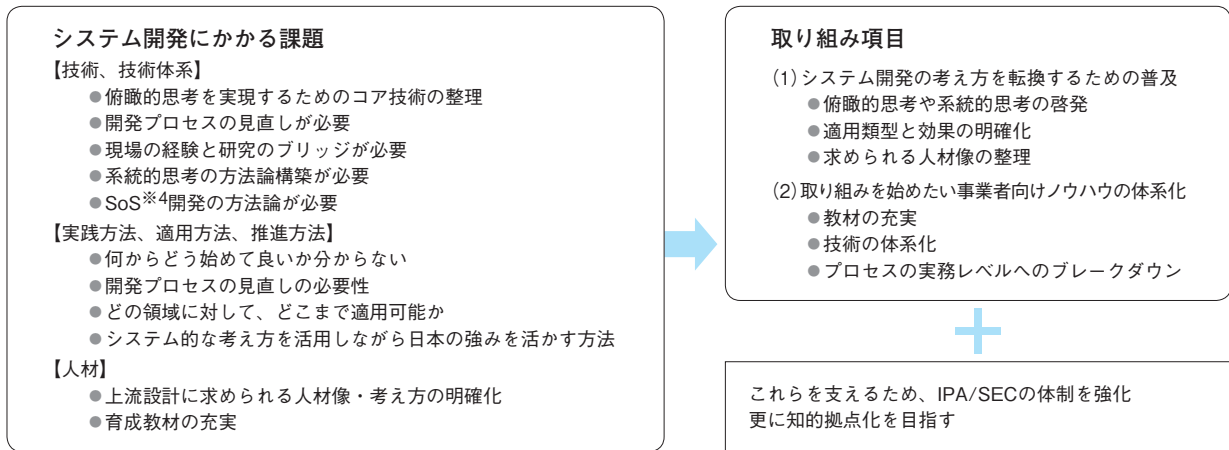 システム開発にかかる課題
【技術、技術体系】
●俯瞰的思考を実現するためのコア技術の整理
●開発プロセスの見直しが必要
●現場の経験と研究のブリッジが必要
●系統的思考の方法論構築が必要
●SoS※4開発の方法論が必要
【実践方法、適用方法、推進方法】
●何からどう始めて良いか分からない
●開発プロセスの見直しの必要性
●どの領域に対して、どこまで適用可能か
●システム的な考え方を活用しながら日本の強みを活かす方法
【人材】
●上流設計に求められる人材像・考え方の明確化
●育成教材の充実
取り組み項目
(1)システム開発の考え方を転換するための普及
●俯瞰的思考や系統的思考の啓発
●適用類型と効果の明確化
●求められる人材像の整理
(2)取り組みを始めたい事業者向けノウハウの体系化
●教材の充実
●技術の体系化
●プロセスの実務レベルへのブレークダウン
これらを支えるため、IPA/SECの体制を強化
更に知的拠点化を目指す